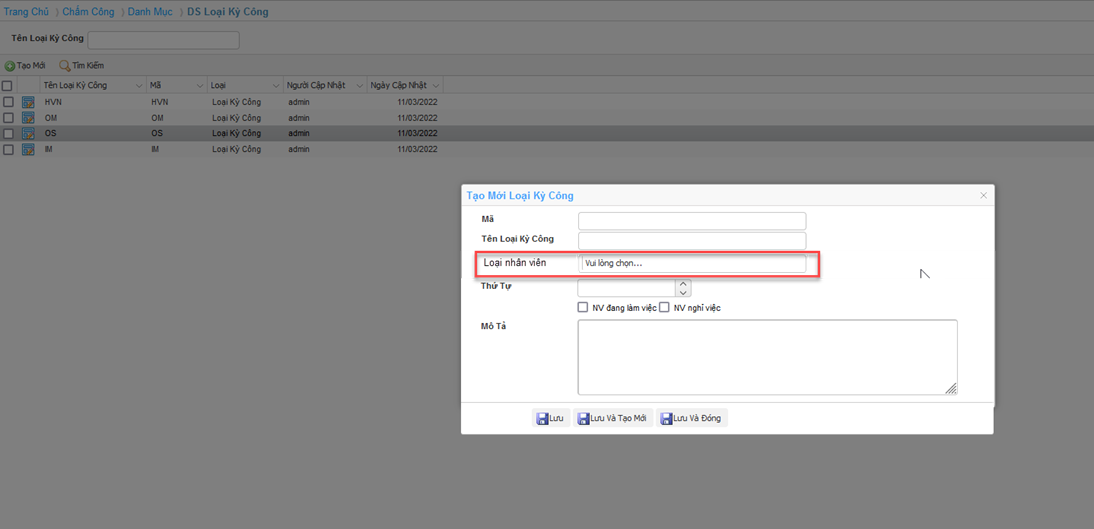 Trang Chủ › Chấm Công › Danh Mục › DS Loại Kỳ Công
Tên Loại Kỳ Công
Tạo Mới Tìm Kiếm
Tên Loại Kỳ Công Mã Loại Người Cập Nhật Ngày Cập Nhật
HVN HVN Loại Kỳ Công admin 11/03/2022
OM OM Loại Kỳ Công admin 11/03/2022
OS OS Loại Kỳ Công admin 11/03/2022
IM IM Loại Kỳ Công admin 11/03/2022
Tạo Mới Loại Kỳ Công
Mã
Tên Loại Kỳ Công
Loại nhân viên Vui lòng chọn...
Thứ Tự
NV đang làm việc NV nghỉ việc
Mô Tả
Lưu Lưu Và Tạo Mới Lưu Và Đóng